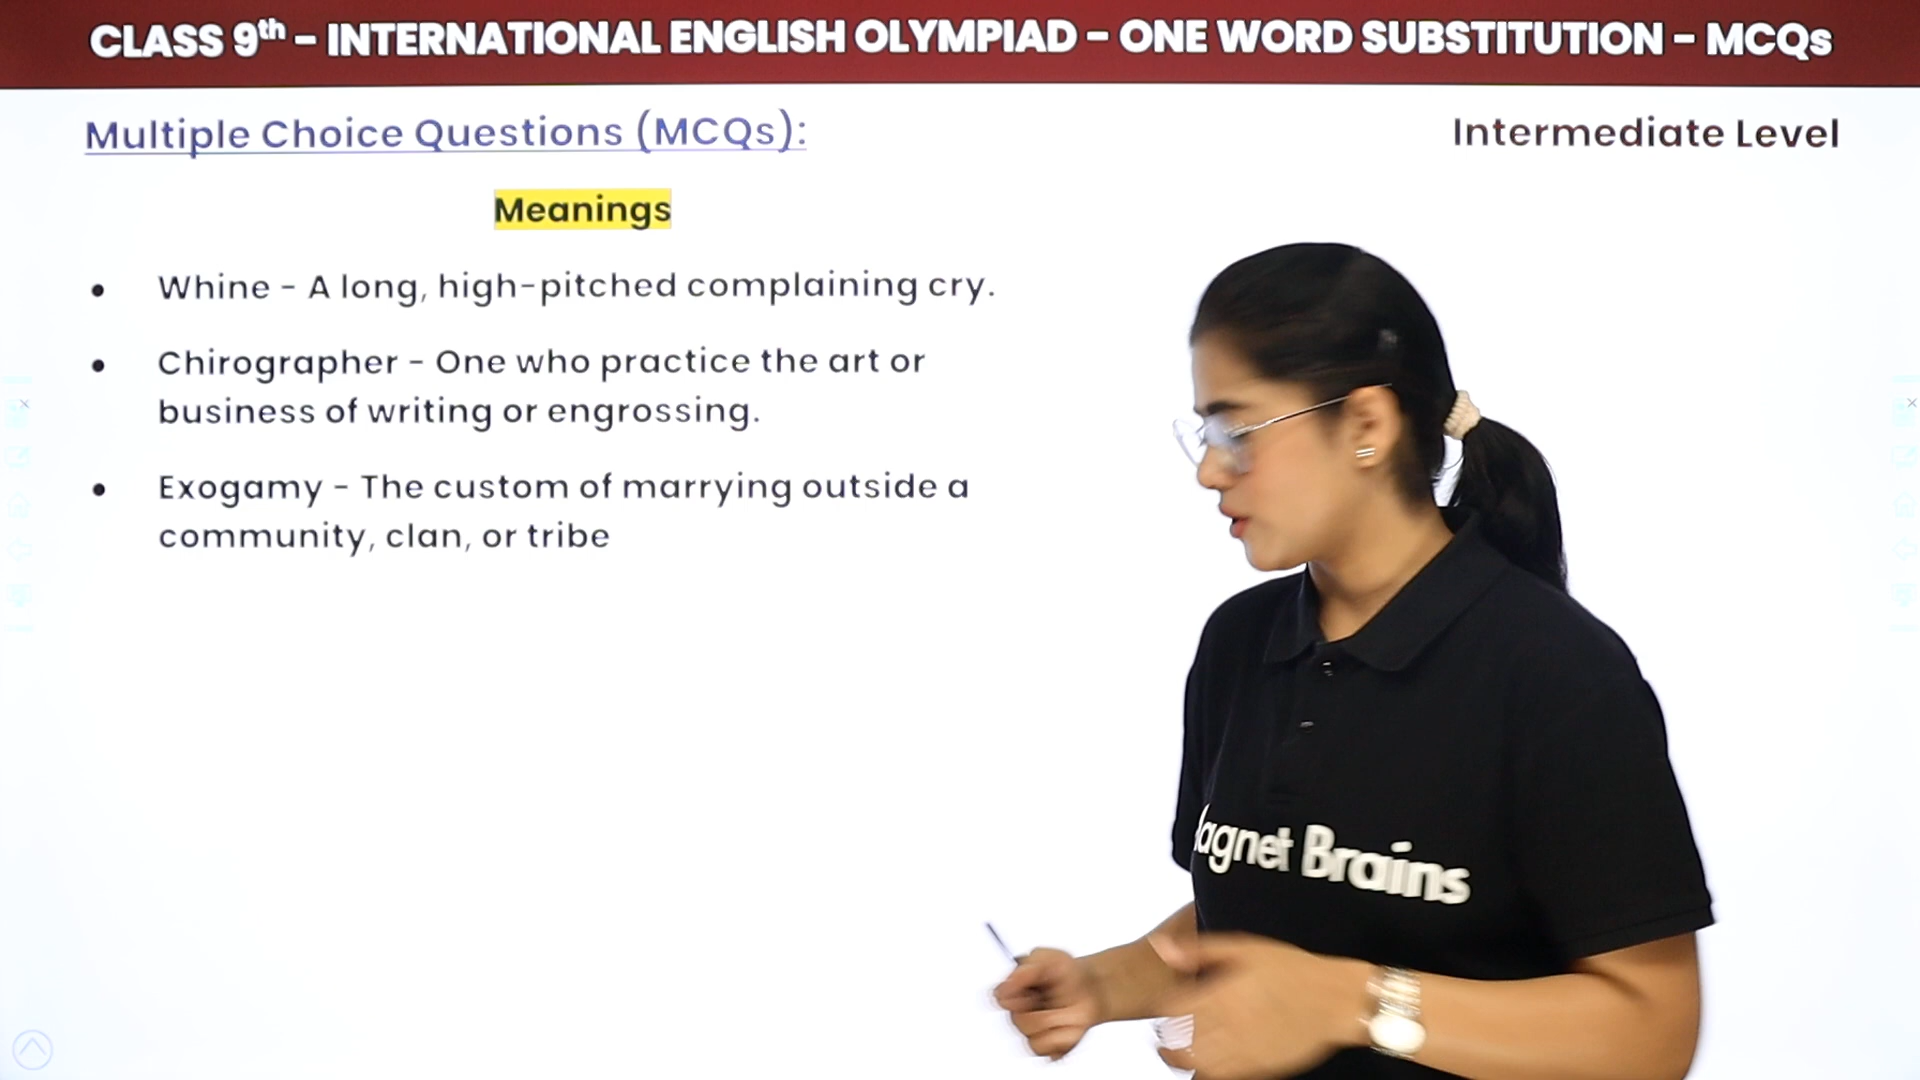 CLASS 9th - INTERNATIONAL ENGLISH OLYMPIAD - ONE WORD SUBSTITUTION - MCQs
Multiple Choice Questions (MCQs):
Intermediate Level
Meanings
• Whine - A long, high-pitched complaining cry.
• Chirographer - One who practice the art or
business of writing or engrossing.
• Exogamy - The custom of marrying outside a
community, clan, or tribe
agnet Brains